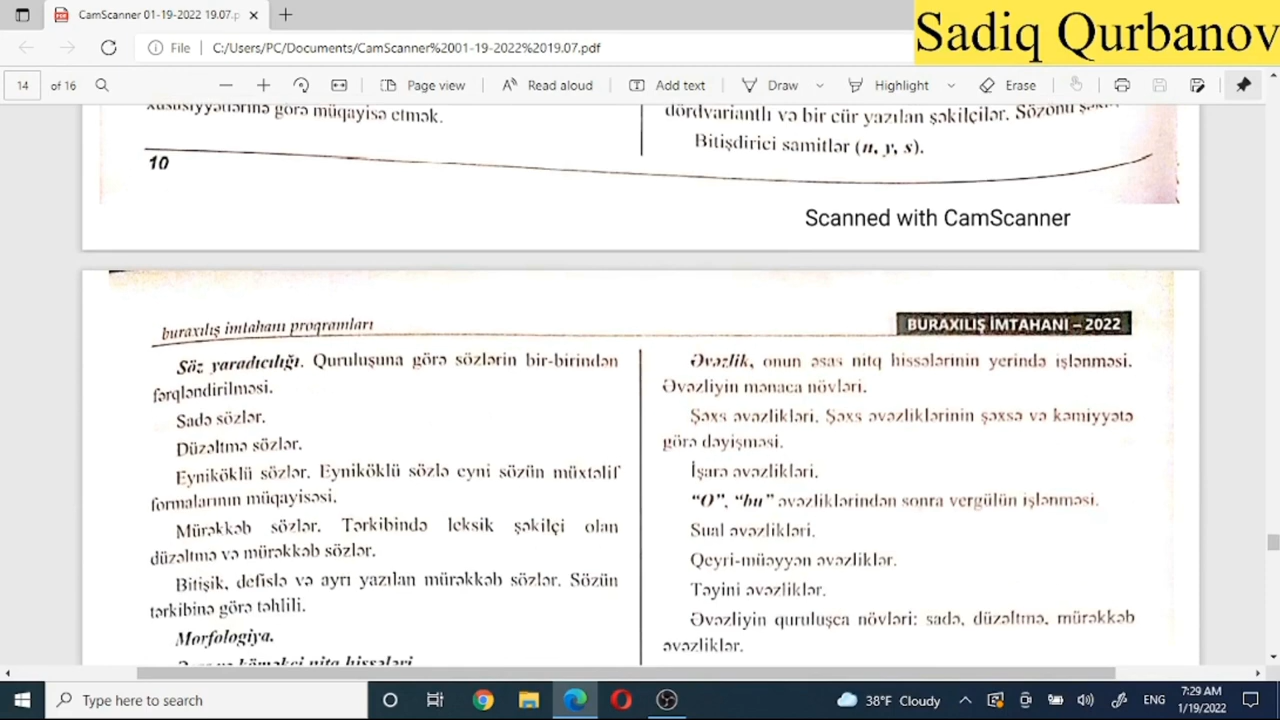 CamScanner 01-19-2022 19.07.p
Sadiq Qurbanov
File
C:/Users/PC/Documents/CamScanner%2001-19-2022%2019.07.pdf
14 of 16
Page view
Read aloud
Add text
Draw
Highlight
Erase
xüsusiyyətlərinə görə müqayisə etmək.
10
dördvariantlı və bir cür yazılan şəkilçilər. Sözönü
Bitişdirici samitlər (n, y, s).
Scanned with CamScanner
buraxılış imtahanı proqramları
BURAXILIŞ İMTAHANI – 2022
Söz yaradıcılığı. Quruluşuna görə sözlərin bir-birindən
fərqləndirilməsi.
Sadə sözlər.
Düzəltmə sözlər.
Eyniköklü sözlər. Eyniköklü sözlə eyni sözün müxtəlif
formalarının müqayisəsi.
Mürəkkəb sözlər. Tərkibində leksik şəkilçi olan
düzəltmə və mürəkkəb sözlər.
Bitişik, defislə və ayrı yazılan mürəkkəb sözlər. Sözün
tərkibinə görə təhlili.
Morfologiya.
Əsas və köməkçi nitq hissələri
Əvəzlik, onun əsas nitq hissələrinin yerində işlənməsi.
Əvəzliyin mənaca növləri.
Şəxs əvəzlikləri. Şəxs əvəzliklərinin şəxsə və kəmiyyətə
görə dəyişməsi.
İşarə əvəzlikləri.
“O”, “bu” əvəzliklərindən sonra vergülün işlənməsi.
Sual əvəzlikləri.
Qeyri-müəyyən əvəzliklər.
Təyini əvəzliklər.
Əvəzliyin quruluşca növləri: sadə, düzəltmə, mürəkkəb
əvəzliklər.
Type here to search
38°F Cloudy
ENG
7:29 AM
1/19/2022